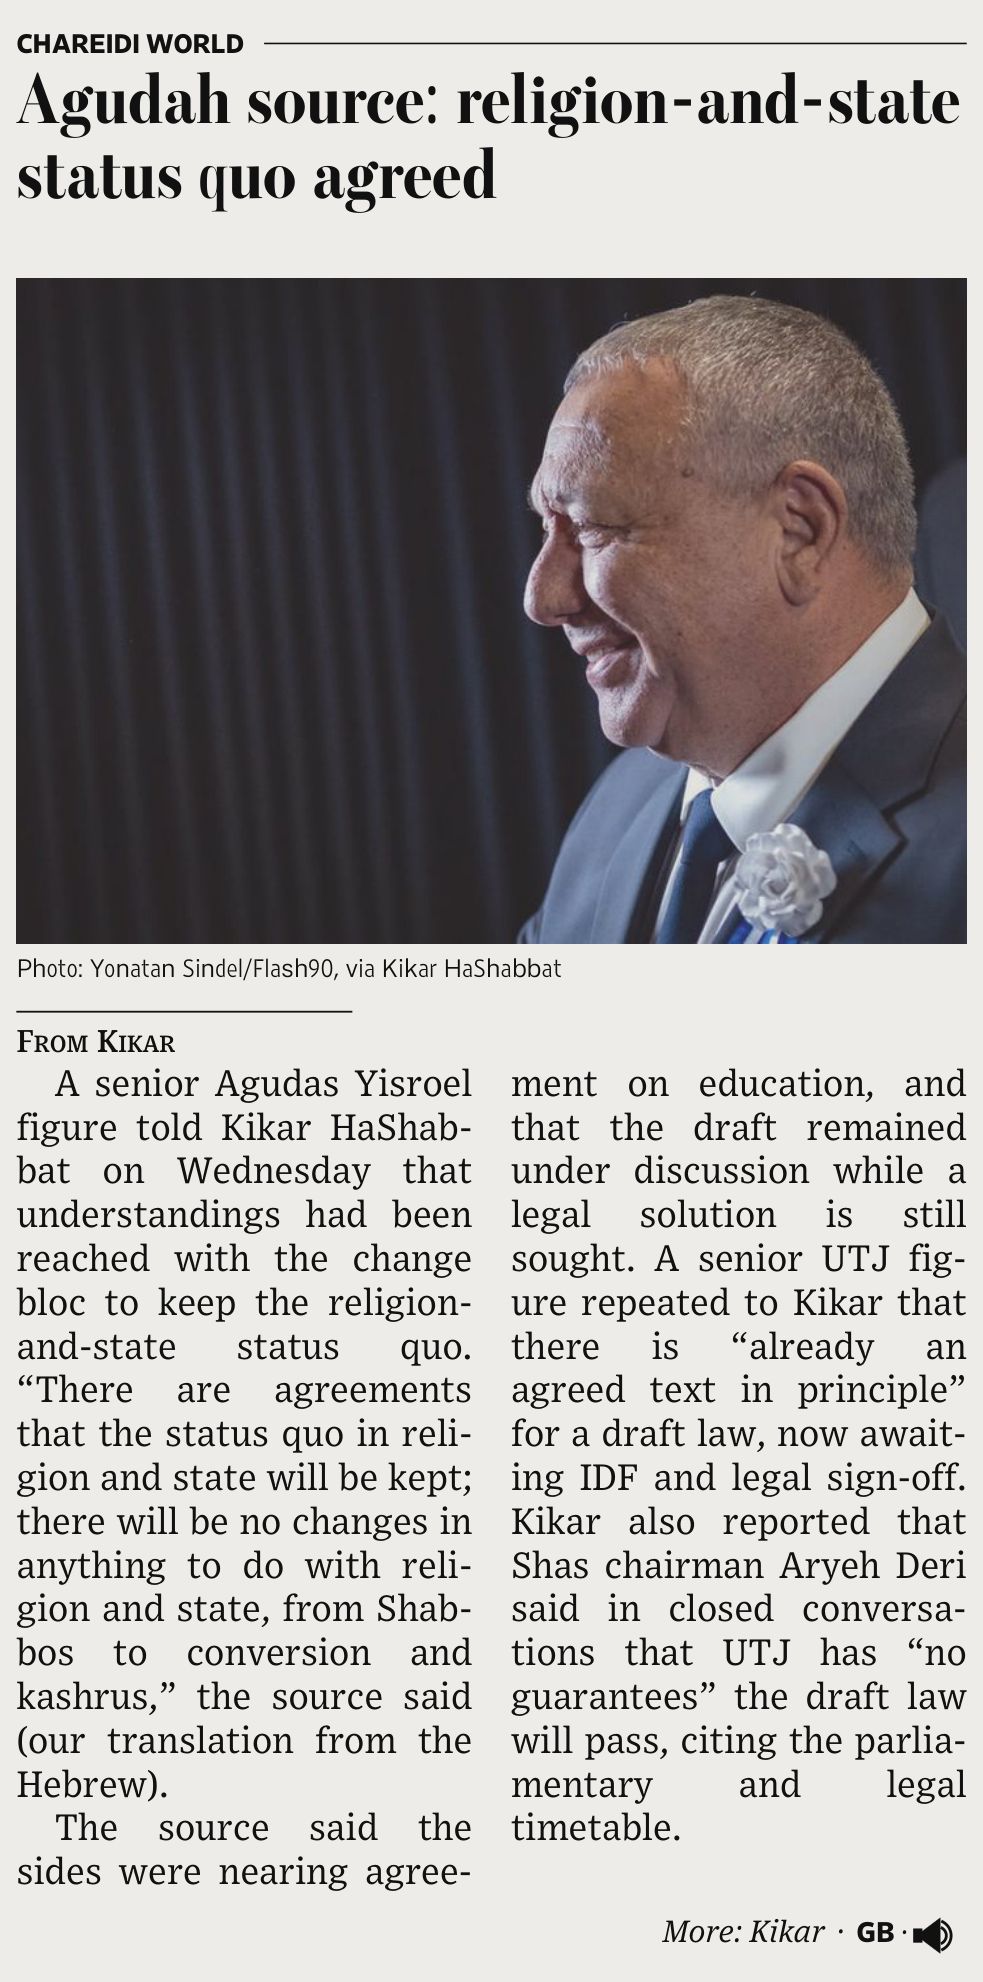 CHAREIDI WORLD
Agudah source: religion-and-state
status quo agreed
Photo: Yonatan Sindel/Flash90, via Kikar HaShabbat
From Kikar
A senior Agudas Yisroel
figure told Kikar HaShab-
bat on Wednesday that
understandings had been
reached with the change
bloc to keep the religion-
and-state status quo.
“There are agreements
that the status quo in reli-
gion and state will be kept;
there will be no changes in
anything to do with reli-
gion and state, from Shab-
bos to conversion and
kashrus,” the source said
(our translation from the
Hebrew).
The source said the
sides were nearing agree-
ment on education, and
that the draft remained
under discussion while a
legal solution is still
sought. A senior UTJ fig-
ure repeated to Kikar that
there is “already an
agreed text in principle”
for a draft law, now await-
ing IDF and legal sign-off.
Kikar also reported that
Shas chairman Aryeh Deri
said in closed conversa-
tions that UTJ has “no
guarantees” the draft law
will pass, citing the parlia-
mentary and legal
timetable.
More: Kikar · GB ·